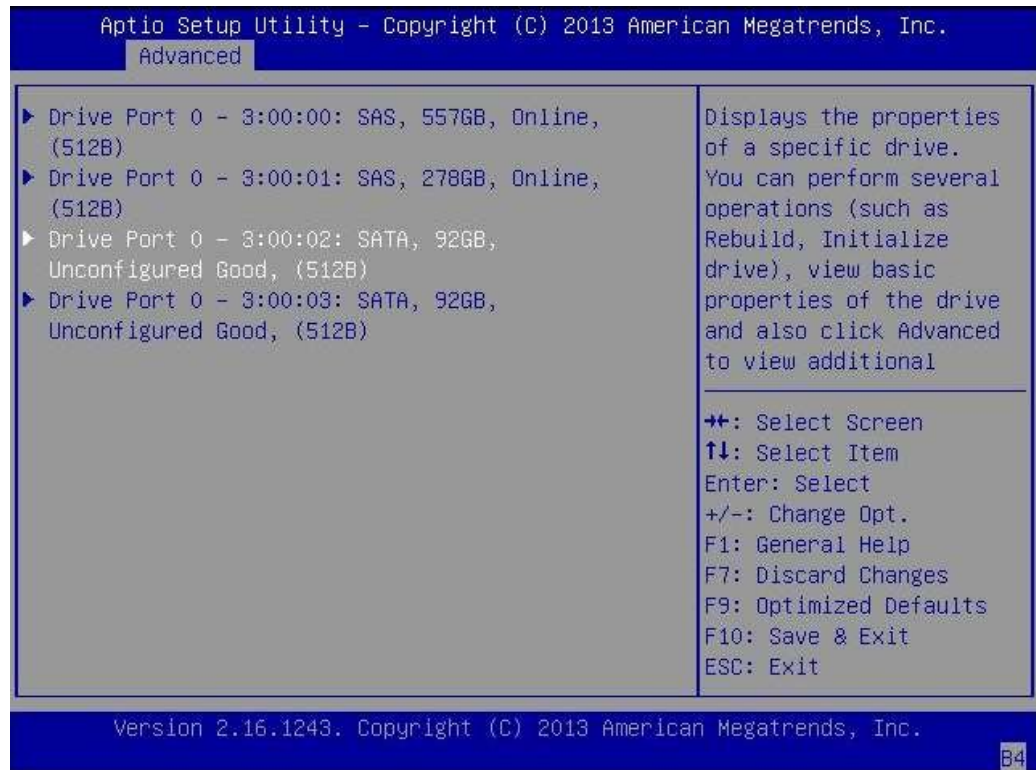 Aptio Setup Utility – Copyright (C) 2013 American Megatrends, Inc.
Advanced
▶ Drive Port 0 - 3:00:00: SAS, 557GB, Online,
(512B)
▶ Drive Port 0 - 3:00:01: SAS, 278GB, Online,
(512B)
▶ Drive Port 0 - 3:00:02: SATA, 92GB,
Unconfigured Good, (512B)
▶ Drive Port 0 - 3:00:03: SATA, 92GB,
Unconfigured Good, (512B)
Displays the properties
of a specific drive.
You can perform several
operations (such as
Rebuild, Initialize
drive), view basic
properties of the drive
and also click Advanced
to view additional
→←: Select Screen
↑↓: Select Item
Enter: Select
+/-: Change Opt.
F1: General Help
F7: Discard Changes
F9: Optimized Defaults
F10: Save & Exit
ESC: Exit
Version 2.16.1243. Copyright (C) 2013 American Megatrends, Inc.
B4